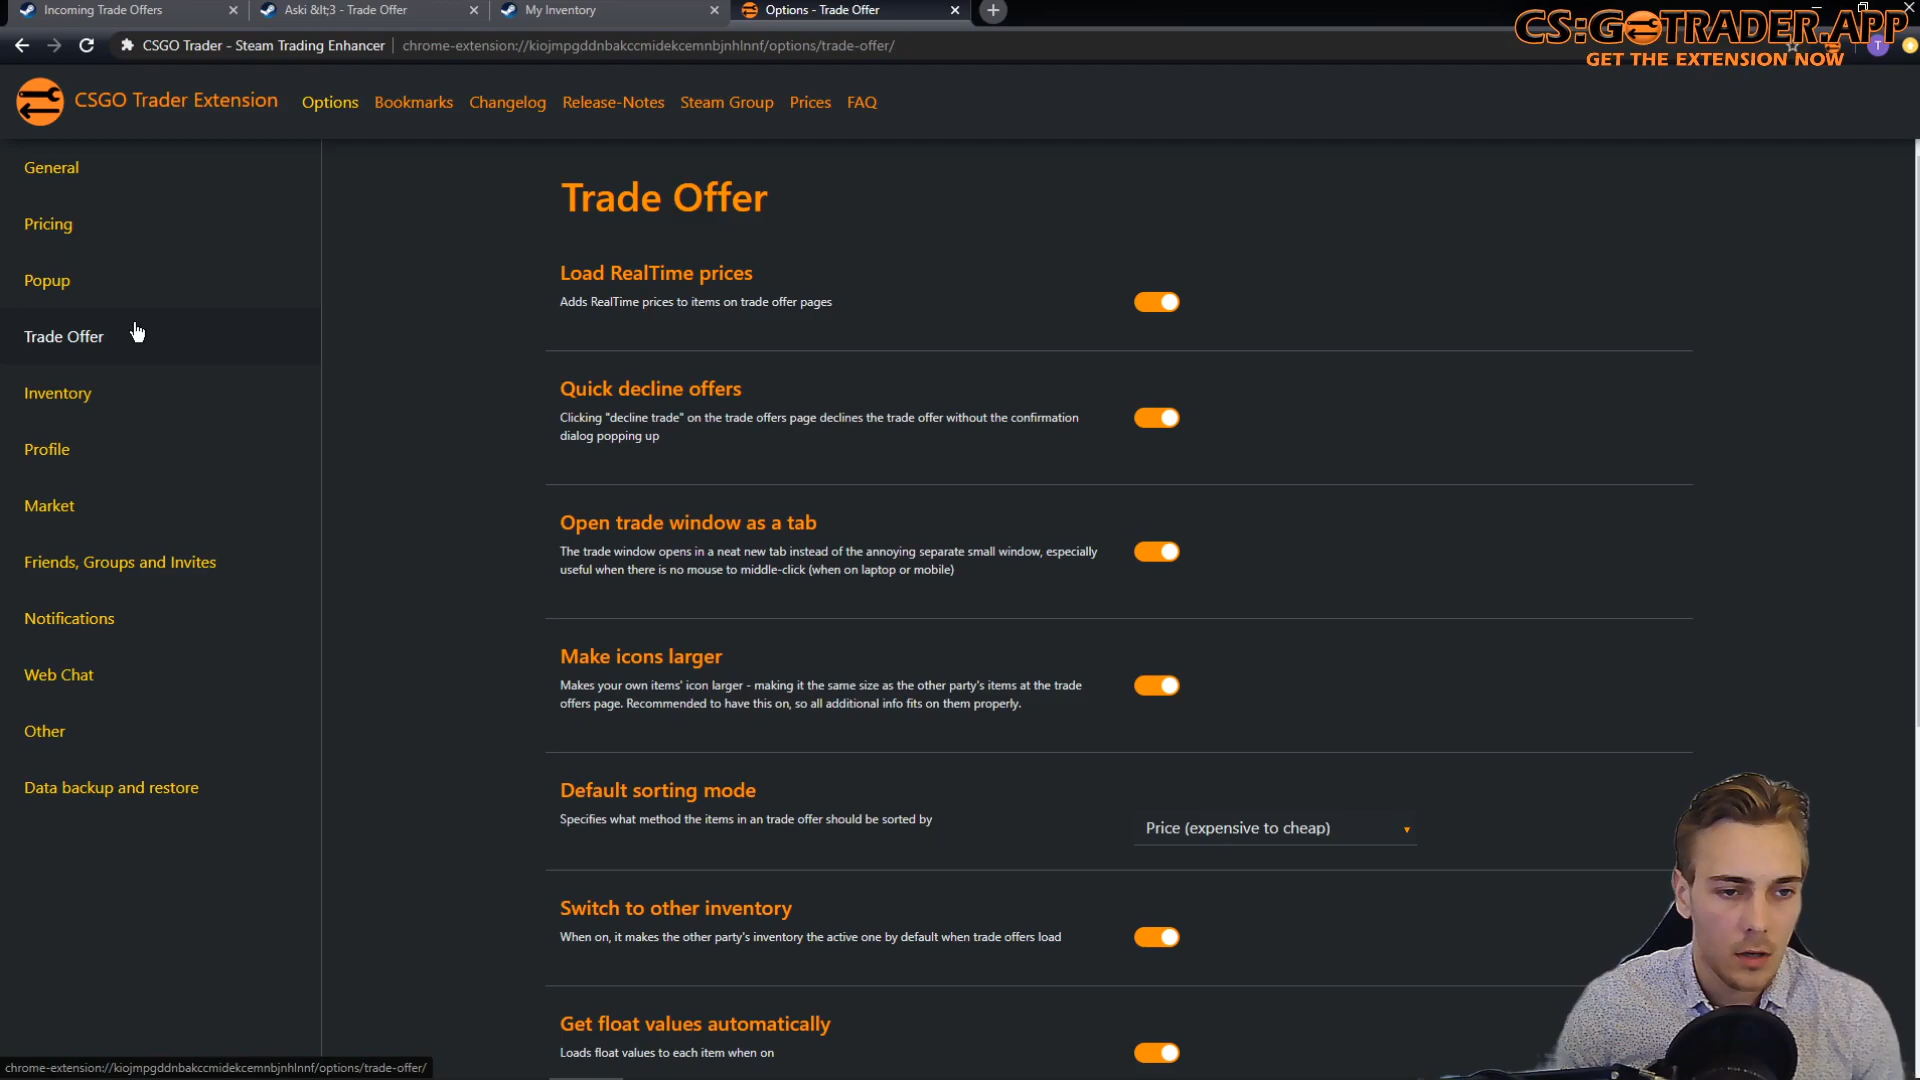 Incoming Trade Offers
Aski &lt;3 - Trade Offer
My Inventory
Options - Trade Offer
CS:GOTRADER.APP
GET THE EXTENSION NOW
CSGO Trader - Steam Trading Enhancer
chrome-extension://kiojmpgddnbakccmidekcemnbjnhlnnf/options/trade-offer/
T
CSGO Trader Extension
Options
Bookmarks
Changelog
Release-Notes
Steam Group
Prices
FAQ
General
Pricing
Popup
Trade Offer
Inventory
Profile
Market
Friends, Groups and Invites
Notifications
Web Chat
Other
Data backup and restore
Trade Offer
Load RealTime prices
Adds RealTime prices to items on trade offer pages
Quick decline offers
Clicking "decline trade" on the trade offers page declines the trade offer without the confirmation
dialog popping up
Open trade window as a tab
The trade window opens in a neat new tab instead of the annoying separate small window, especially
useful when there is no mouse to middle-click (when on laptop or mobile)
Make icons larger
Makes your own items' icon larger - making it the same size as the other party's items at the trade
offers page. Recommended to have this on, so all additional info fits on them properly.
Default sorting mode
Specifies what method the items in an trade offer should be sorted by
Price (expensive to cheap)
Switch to other inventory
When on, it makes the other party's inventory the active one by default when trade offers load
Get float values automatically
Loads float values to each item when on
chrome-extension://kiojmpgddnbakccmidekcemnbjnhlnnf/options/trade-offer/